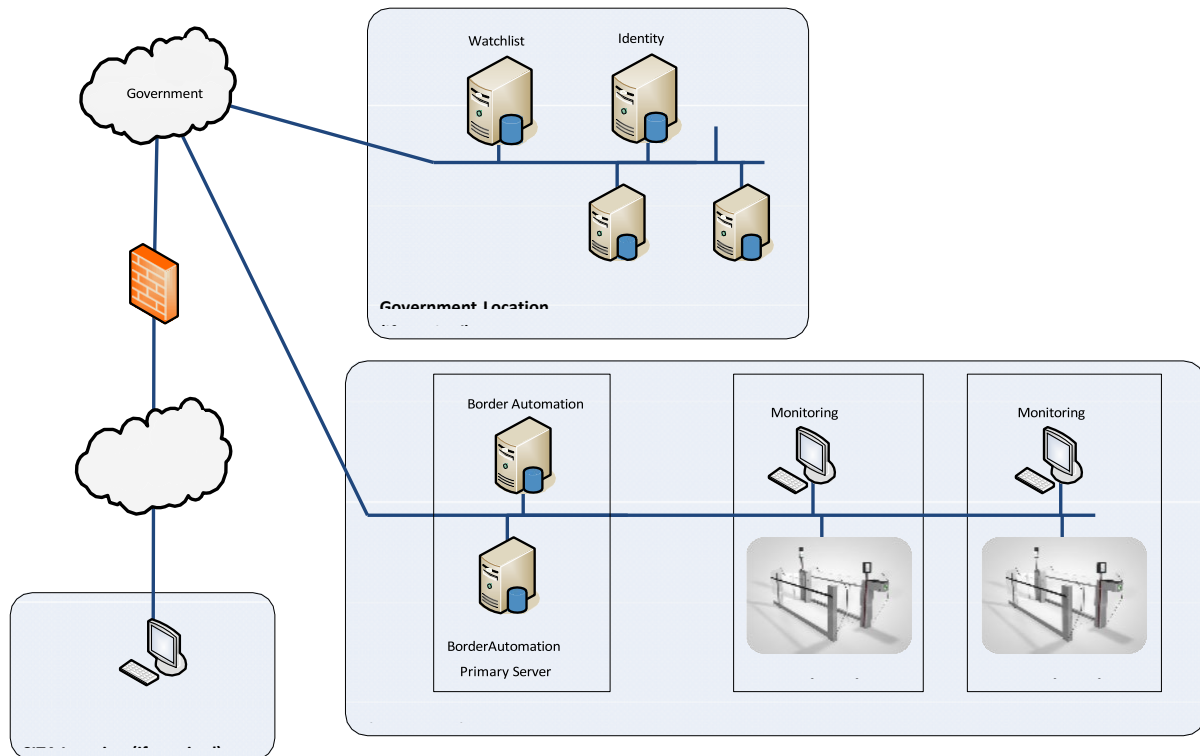 Government
Watchlist
Identity
Government Location
Border Automation
Monitoring
Monitoring
BorderAutomation
Primary Server